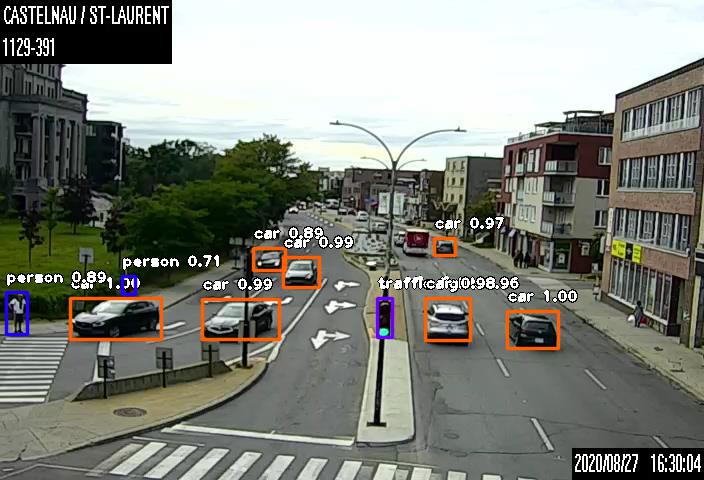 CASTELNAU / ST-LAURENT
1129-391
car 0.89
car 0.99
car 0.97
person 0.71
person 0.89
car 1.00
car 0.99
car 1.00
2020/08/27 16:30:04